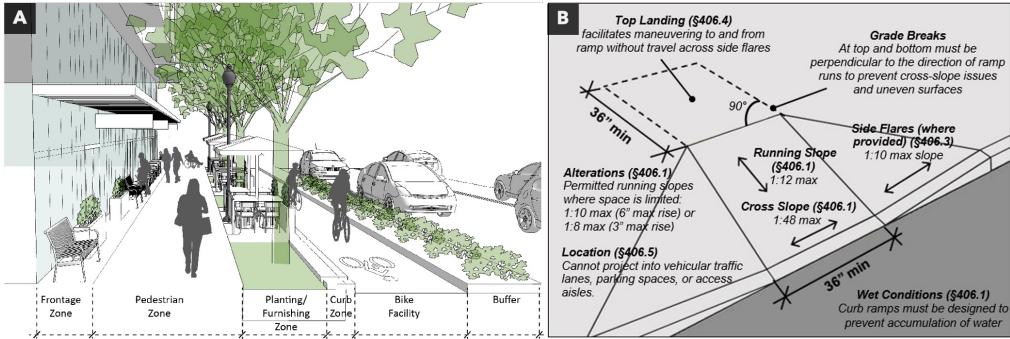 A
Frontage
Zone
Pedestrian
Zone
Planting/
Furnishing
Zone
Curb
Zone
Bike
Facility
Buffer
B
Top Landing (§406.4)
facilitates maneuvering to and from
ramp without travel across side flares
Grade Breaks
At top and bottom must be
perpendicular to the direction of ramp
runs to prevent cross-slope issues
and uneven surfaces
90°
36" min
Side Flares (where
provided) (§406.3)
1:10 max slope
Running Slope
(§406.1)
1:12 max
Alterations (§406.1)
Permitted running slopes
where space is limited:
1:10 max (6" max rise) or
1:8 max (3" max rise)
Cross Slope (§406.1)
1:48 max
Location (§406.5)
Cannot project into vehicular traffic
lanes, parking spaces, or access
aisles.
36" min
Wet Conditions (§406.1)
Curb ramps must be designed to
prevent accumulation of water